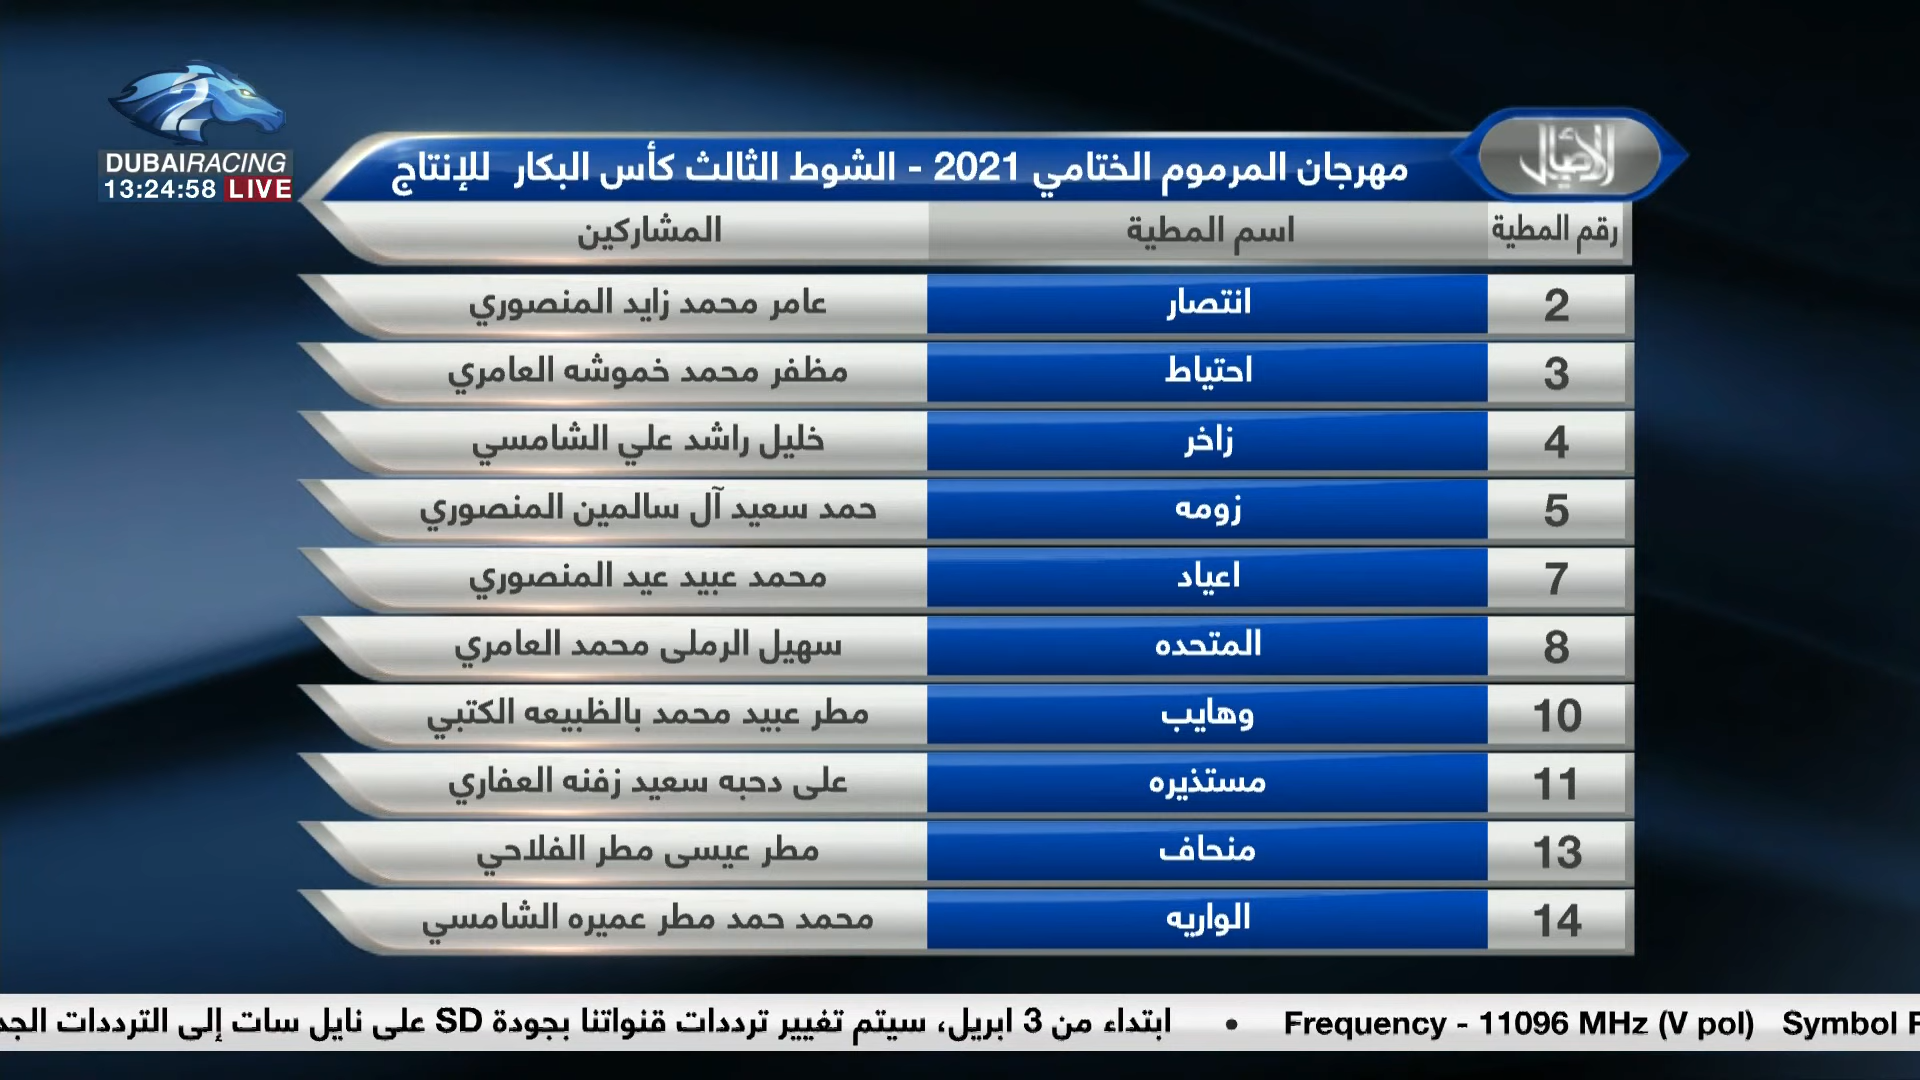 DUBAIRACING
13:24:58 LIVE
الأصايل
مهرجان المرموم الختامي 2021 - الشوط الثالث كأس البكار للإنتاج
رقم المطية اسم المطية المشاركين
2 انتصار عامر محمد زايد المنصوري
3 احتياط مظفر محمد خموشه العامري
4 زاخر خليل راشد علي الشامسي
5 زومه حمد سعيد آل سالمين المنصوري
7 اعياد محمد عبيد عيد المنصوري
8 المتحده سهيل الرملى محمد العامري
10 وهايب مطر عبيد محمد بالظبيعه الكتبي
11 مستذيره على دحبه سعيد زفنه العفاري
13 منحاف مطر عيسى مطر الفلاحي
14 الواريه محمد حمد مطر عميره الشامسي
ابتداء من 3 ابريل، سيتم تغيير ترددات قنواتنا بجودة SD على نايل سات إلى الترددات • Frequency - 11096 MHz (V pol) Symbol